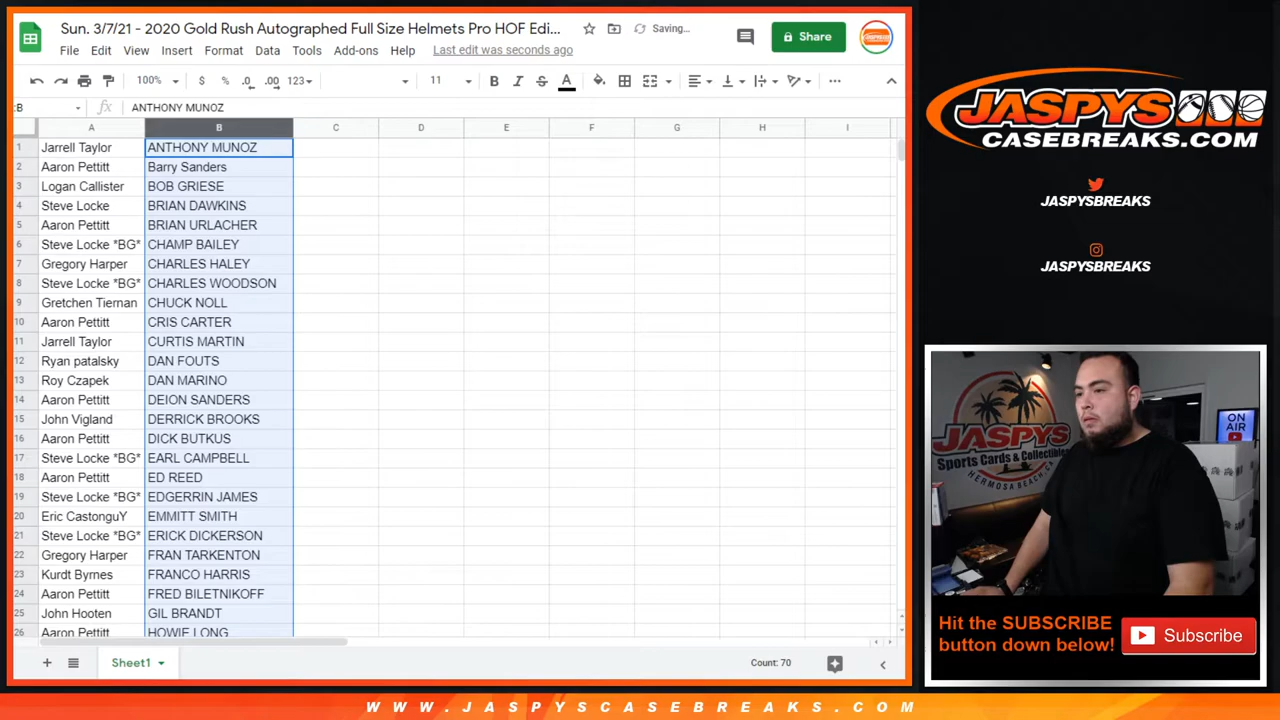 Sun. 3/7/21 - 2020 Gold Rush Autographed Full Size Helmets Pro HOF Edi...
Saving...
Share
File Edit View Insert Format Data Tools Add-ons Help Last edit was seconds ago
100% $ % .0 .00 123 11 B I S A
:B fx ANTHONY MUNOZ
A B C D E F G H I
1 Jarrell Taylor ANTHONY MUNOZ
2 Aaron Pettitt Barry Sanders
3 Logan Callister BOB GRIESE
4 Steve Locke BRIAN DAWKINS
5 Aaron Pettitt BRIAN URLACHER
6 Steve Locke *BG* CHAMP BAILEY
7 Gregory Harper CHARLES HALEY
8 Steve Locke *BG* CHARLES WOODSON
9 Gretchen Tieman CHUCK NOLL
10 Aaron Pettitt CRIS CARTER
11 Jarrell Taylor CURTIS MARTIN
12 Ryan patalsky DAN FOUTS
13 Roy Czapek DAN MARINO
14 Aaron Pettitt DEION SANDERS
15 John Vigland DERRICK BROOKS
16 Aaron Pettitt DICK BUTKUS
17 Steve Locke *BG* EARL CAMPBELL
18 Aaron Pettitt ED REED
19 Steve Locke *BG* EDGERRIN JAMES
20 Eric CastonguY EMMITT SMITH
21 Steve Locke *BG* ERICK DICKERSON
22 Gregory Harper FRAN TARKENTON
23 Kurdt Byrnes FRANCO HARRIS
24 Aaron Pettitt FRED BILETNIKOFF
25 John Hooten GIL BRANDT
26 Aaron Pettitt HOWIE LONG
Sheet1
Count: 70
JASPYS
CASEBREAKS.COM
JASPYSBREAKS
JASPYSBREAKS
JASPYS
Sports Cards & Collectibles
HERMOSA BEACH, CA
ON
AIR
Hit the SUBSCRIBE
button down below!
Subscribe
WWW.JASPYSCASEBREAKS.COM